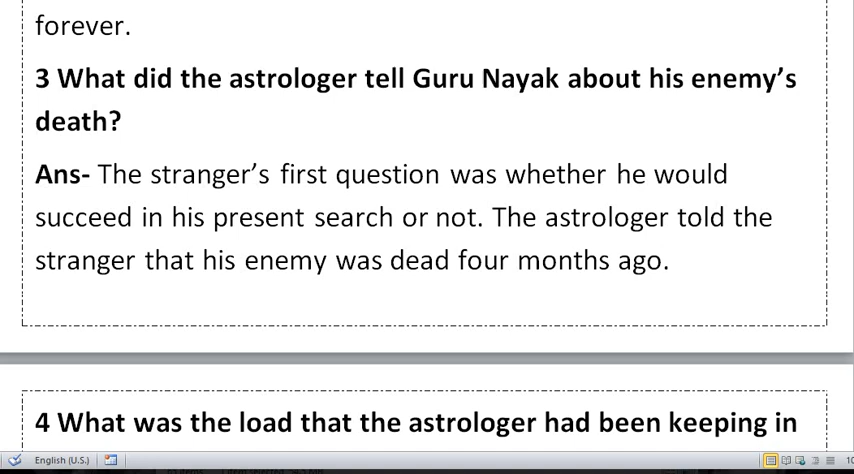 forever.
3 What did the astrologer tell Guru Nayak about his enemy’s
death?
Ans- The stranger’s first question was whether he would
succeed in his present search or not. The astrologer told the
stranger that his enemy was dead four months ago.
4 What was the load that the astrologer had been keeping in
English (U.S.)
10